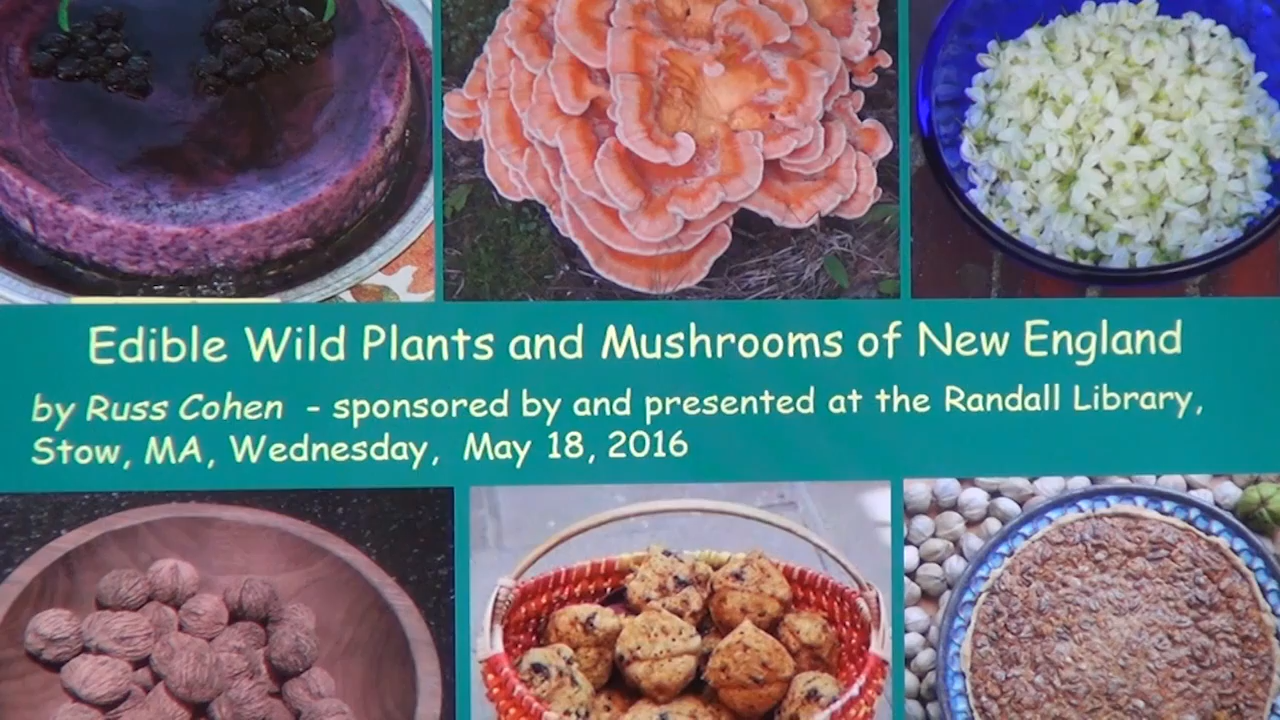 Edible Wild Plants and Mushrooms of New England
by Russ Cohen - sponsored by and presented at the Randall Library,
Stow, MA, Wednesday, May 18, 2016